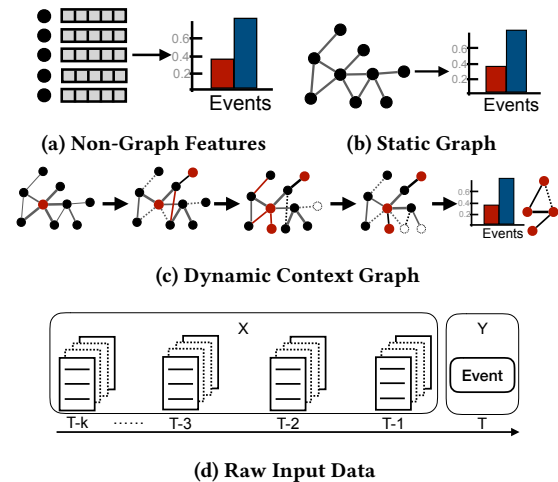 0.6
0.4
0.2
Events
(a) Non-Graph Features
0.6
0.4
0.2
Events
(b) Static Graph
0.6
0.4
0.2
Events
(c) Dynamic Context Graph
X
Y
Event
T-k ...... T-3 T-2 T-1 T
(d) Raw Input Data